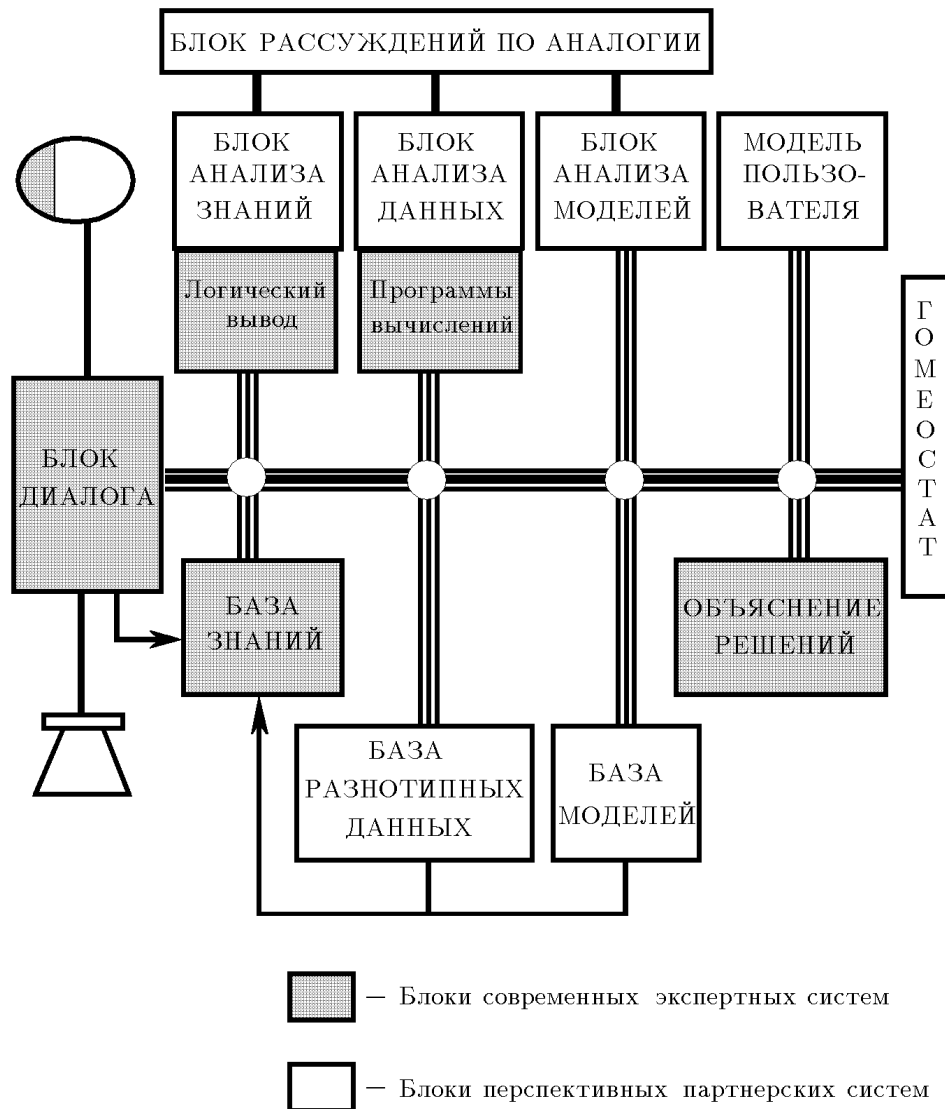 БЛОК РАССУЖДЕНИЙ ПО АНАЛОГИИ
БЛОК
АНАЛИЗА
ЗНАНИЙ
БЛОК
АНАЛИЗА
ДАННЫХ
БЛОК
АНАЛИЗА
МОДЕЛЕЙ
МОДЕЛЬ
ПОЛЬЗО-
ВАТЕЛЯ
Логический
вывод
Программы
вычислений
ГОМЕОСТАТ
БЛОК
ДИАЛОГА
БАЗА
ЗНАНИЙ
ОБЪЯСНЕНИЕ
РЕШЕНИЙ
БАЗА
РАЗНОТИПНЫХ
ДАННЫХ
БАЗА
МОДЕЛЕЙ
– Блоки современных экспертных систем
– Блоки перспективных партнерских систем